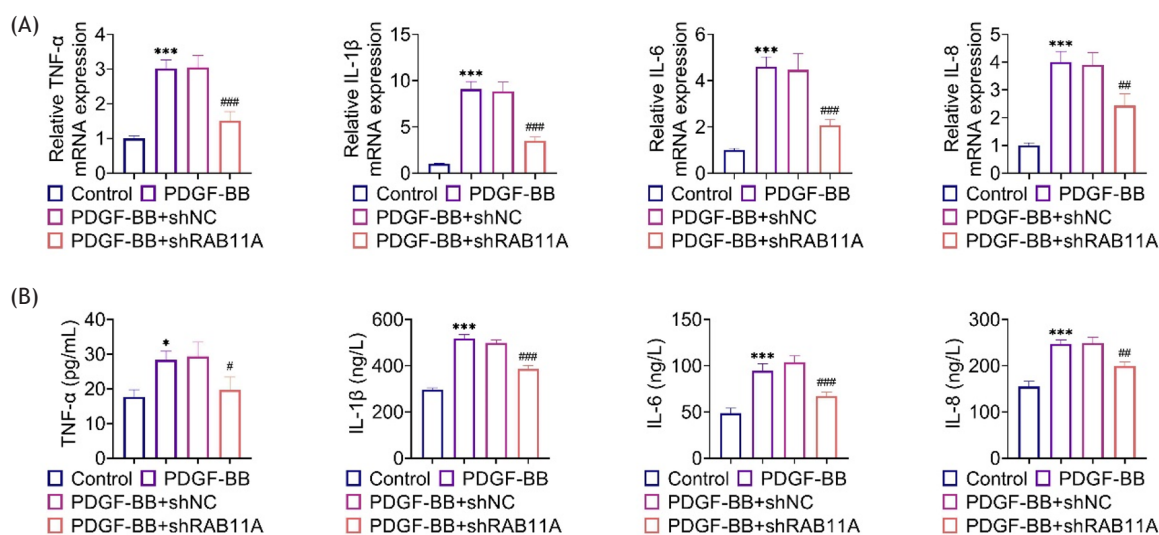 (A)
Relative TNF-α
mRNA expression
4
3
2
1
0
***
###
Control PDGF-BB
PDGF-BB+shNC
PDGF-BB+shRAB11A
Relative IL-1β
mRNA expression
15
10
5
0
***
###
Control PDGF-BB
PDGF-BB+shNC
PDGF-BB+shRAB11A
Relative IL-6
mRNA expression
6
4
2
0
***
###
Control PDGF-BB
PDGF-BB+shNC
PDGF-BB+shRAB11A
Relative IL-8
mRNA expression
5
4
3
2
1
0
***
##
Control PDGF-BB
PDGF-BB+shNC
PDGF-BB+shRAB11A
(B)
TNF-α (pg/mL)
40
30
20
10
0
*
#
Control PDGF-BB
PDGF-BB+shNC
PDGF-BB+shRAB11A
IL-1β (ng/L)
600
400
200
0
***
###
Control PDGF-BB
PDGF-BB+shNC
PDGF-BB+shRAB11A
IL-6 (ng/L)
150
100
50
0
***
###
Control PDGF-BB
PDGF-BB+shNC
PDGF-BB+shRAB11A
IL-8 (ng/L)
300
200
100
0
***
##
Control PDGF-BB
PDGF-BB+shNC
PDGF-BB+shRAB11A